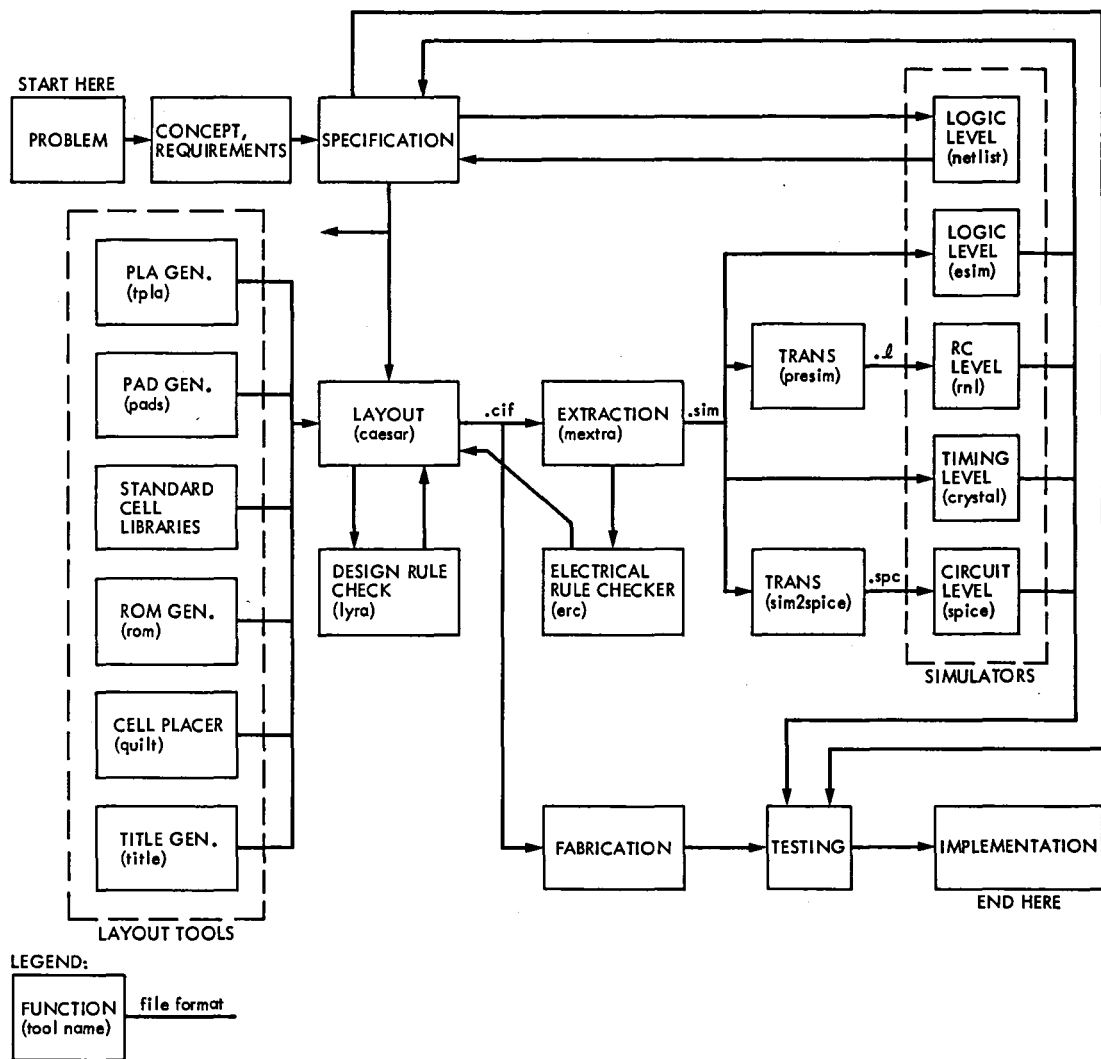 START HERE
PROBLEM
CONCEPT,
REQUIREMENTS
SPECIFICATION
LOGIC
LEVEL
(netlist)
PLA GEN.
(tpla)
LOGIC
LEVEL
(esim)
PAD GEN.
(pads)
LAYOUT
(caesar)
.cif
EXTRACTION
(mextra)
.sim
TRANS
(presim)
.l
RC
LEVEL
(rnl)
STANDARD
CELL
LIBRARIES
TIMING
LEVEL
(crystal)
ROM GEN.
(rom)
DESIGN RULE
CHECK
(lyra)
ELECTRICAL
RULE CHECKER
(erc)
TRANS
(sim2spice)
.spc
CIRCUIT
LEVEL
(spice)
SIMULATORS
CELL PLACER
(quilt)
TITLE GEN.
(title)
FABRICATION
TESTING
IMPLEMENTATION
END HERE
LAYOUT TOOLS
LEGEND:
FUNCTION
(tool name)
file format